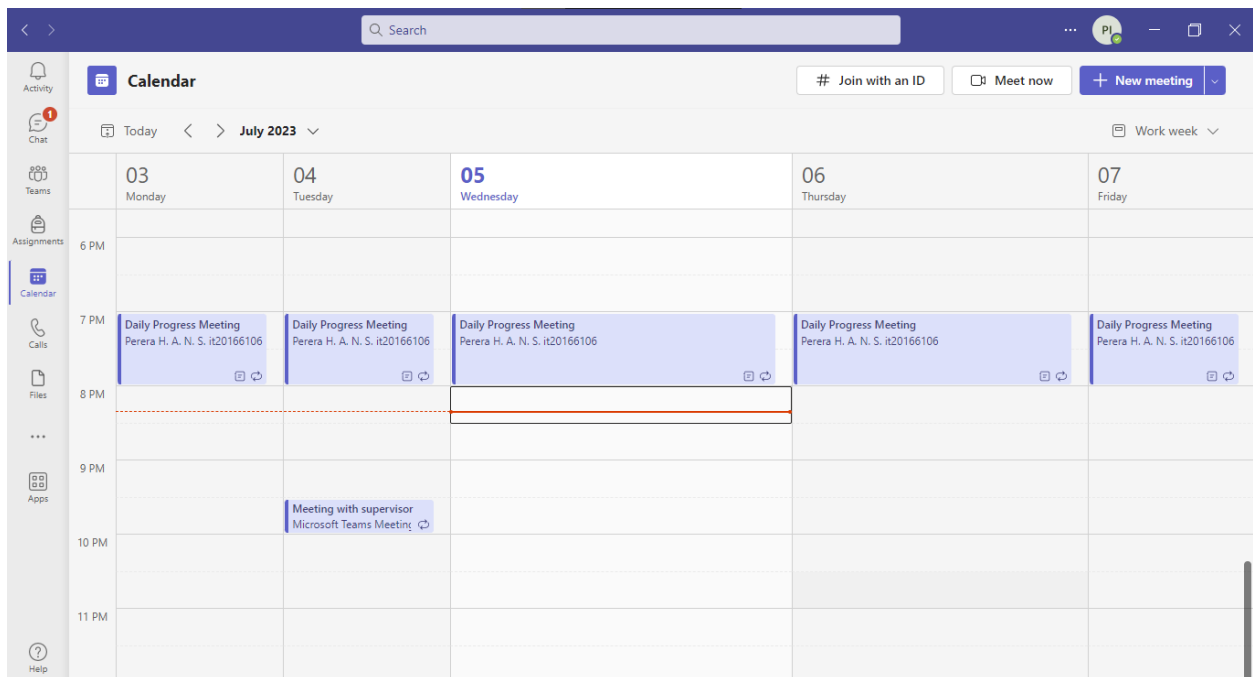 Search
PI
Activity
1
Chat
Teams
Assignments
Calendar
Calls
Files
Apps
Help
Calendar
# Join with an ID
Meet now
+ New meeting
Today
July 2023
Work week
03
Monday
04
Tuesday
05
Wednesday
06
Thursday
07
Friday
6 PM
7 PM
Daily Progress Meeting
Perera H. A. N. S. it20166106
Daily Progress Meeting
Perera H. A. N. S. it20166106
Daily Progress Meeting
Perera H. A. N. S. it20166106
Daily Progress Meeting
Perera H. A. N. S. it20166106
Daily Progress Meeting
Perera H. A. N. S. it20166106
8 PM
9 PM
Meeting with supervisor
Microsoft Teams Meeting
10 PM
11 PM